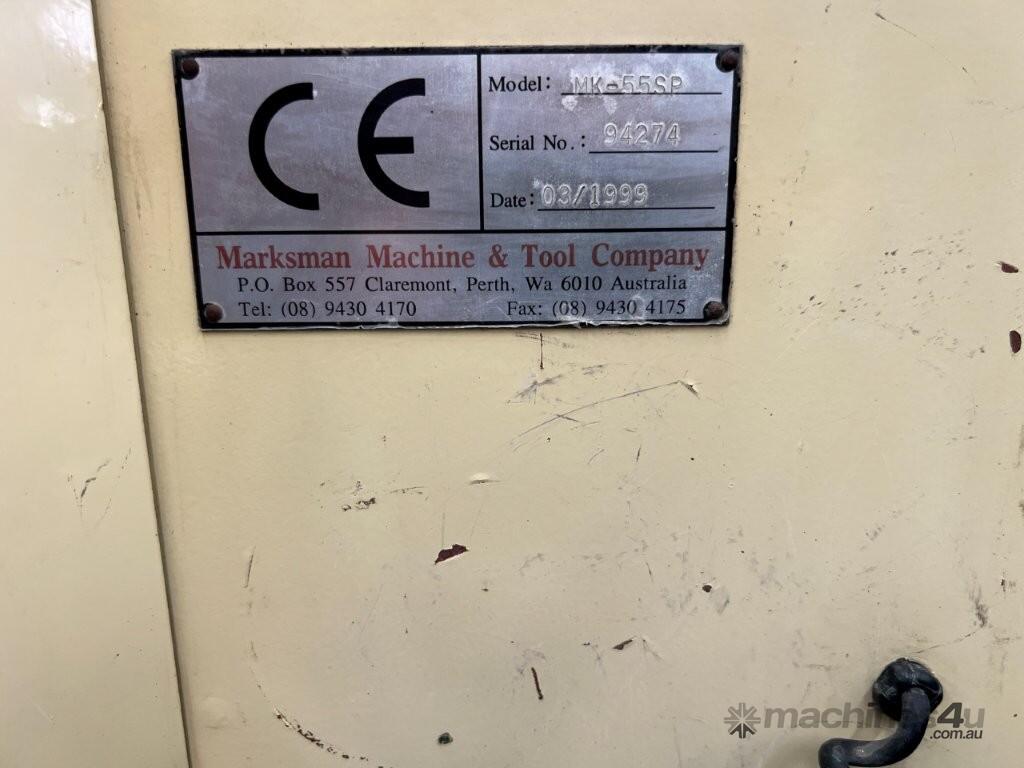 CE
Model: MK-55SP
Serial No.: 94274
Date: 03/1999
Marksman Machine & Tool Company
P.O. Box 557 Claremont, Perth, Wa 6010 Australia
Tel: (08) 9430 4170 Fax: (08) 9430 4175
machines4u
.com.au